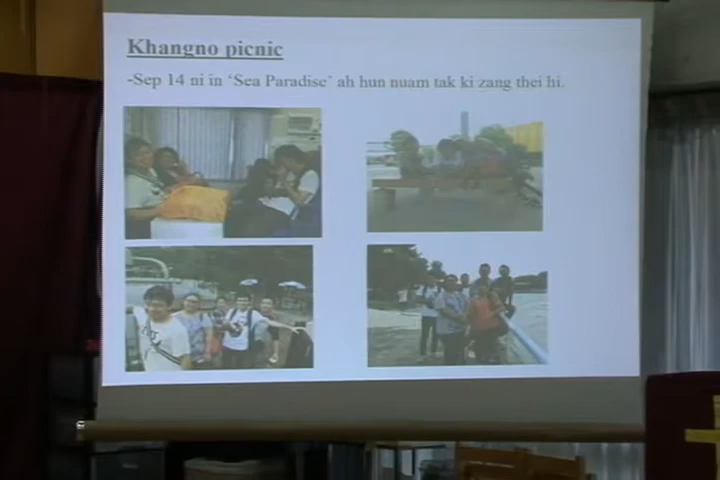 Khangno picnic
-Sep 14 ni in ‘Sea Paradise’ ah hun nuam tak ki zang thei hi.